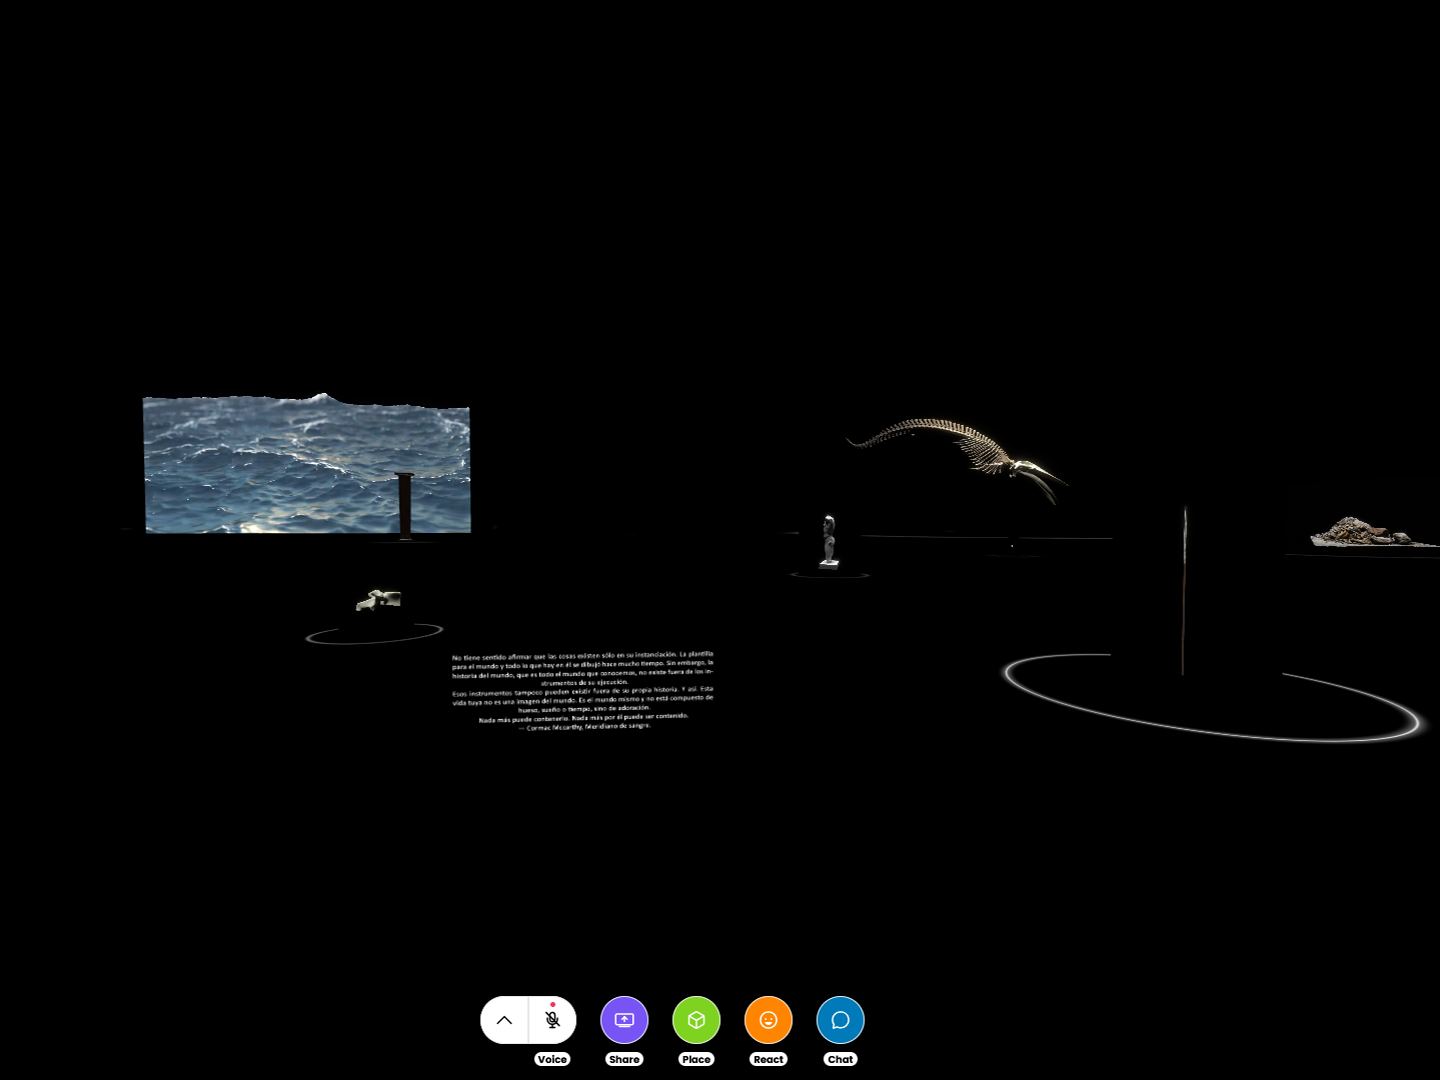 No tiene sentido afirmar que las cosas existen sólo en su instanciación. La plantilla
para el mundo y todo lo que hay en él se dibujó hace mucho tiempo. Sin embargo, la
historia del mundo, que es todo el mundo que conocemos, no existe fuera de los in-
strumentos de su ejecución.
Esos instrumentos tampoco pueden existir fuera de su propia historia. Y así. Esta
vida tuya no es una imagen del mundo. Es el mundo mismo y no está compuesto de
hueso, sueño o tiempo, sino de adoración.
Nada más puede contenerlo. Nada más por él puede ser contenido.
— Cormac Mccarthy, Meridiano de sangre.
Voice
Share
Place
React
Chat